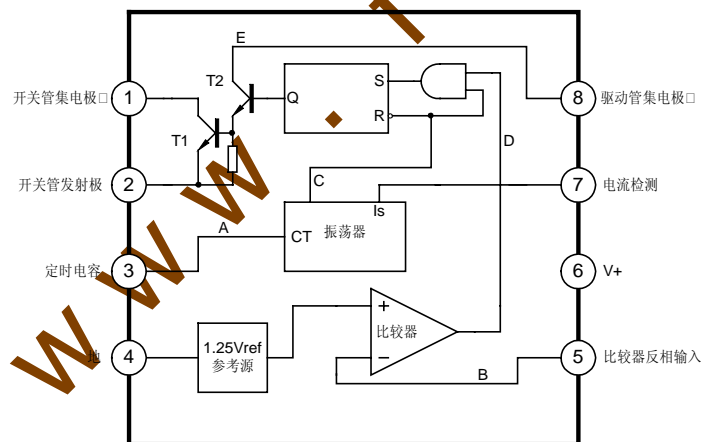 E
T2
1
开关管集电极□
S
Q
8
驱动管集电极□
T1
R
D
开关管发射极
2
C
7
电流检测
Is
A
CT
振荡器
定时电容
3
6
V+
+
比较器
1.25Vref
参考源
地
4
−
5
比较器反相输入
B
W W W